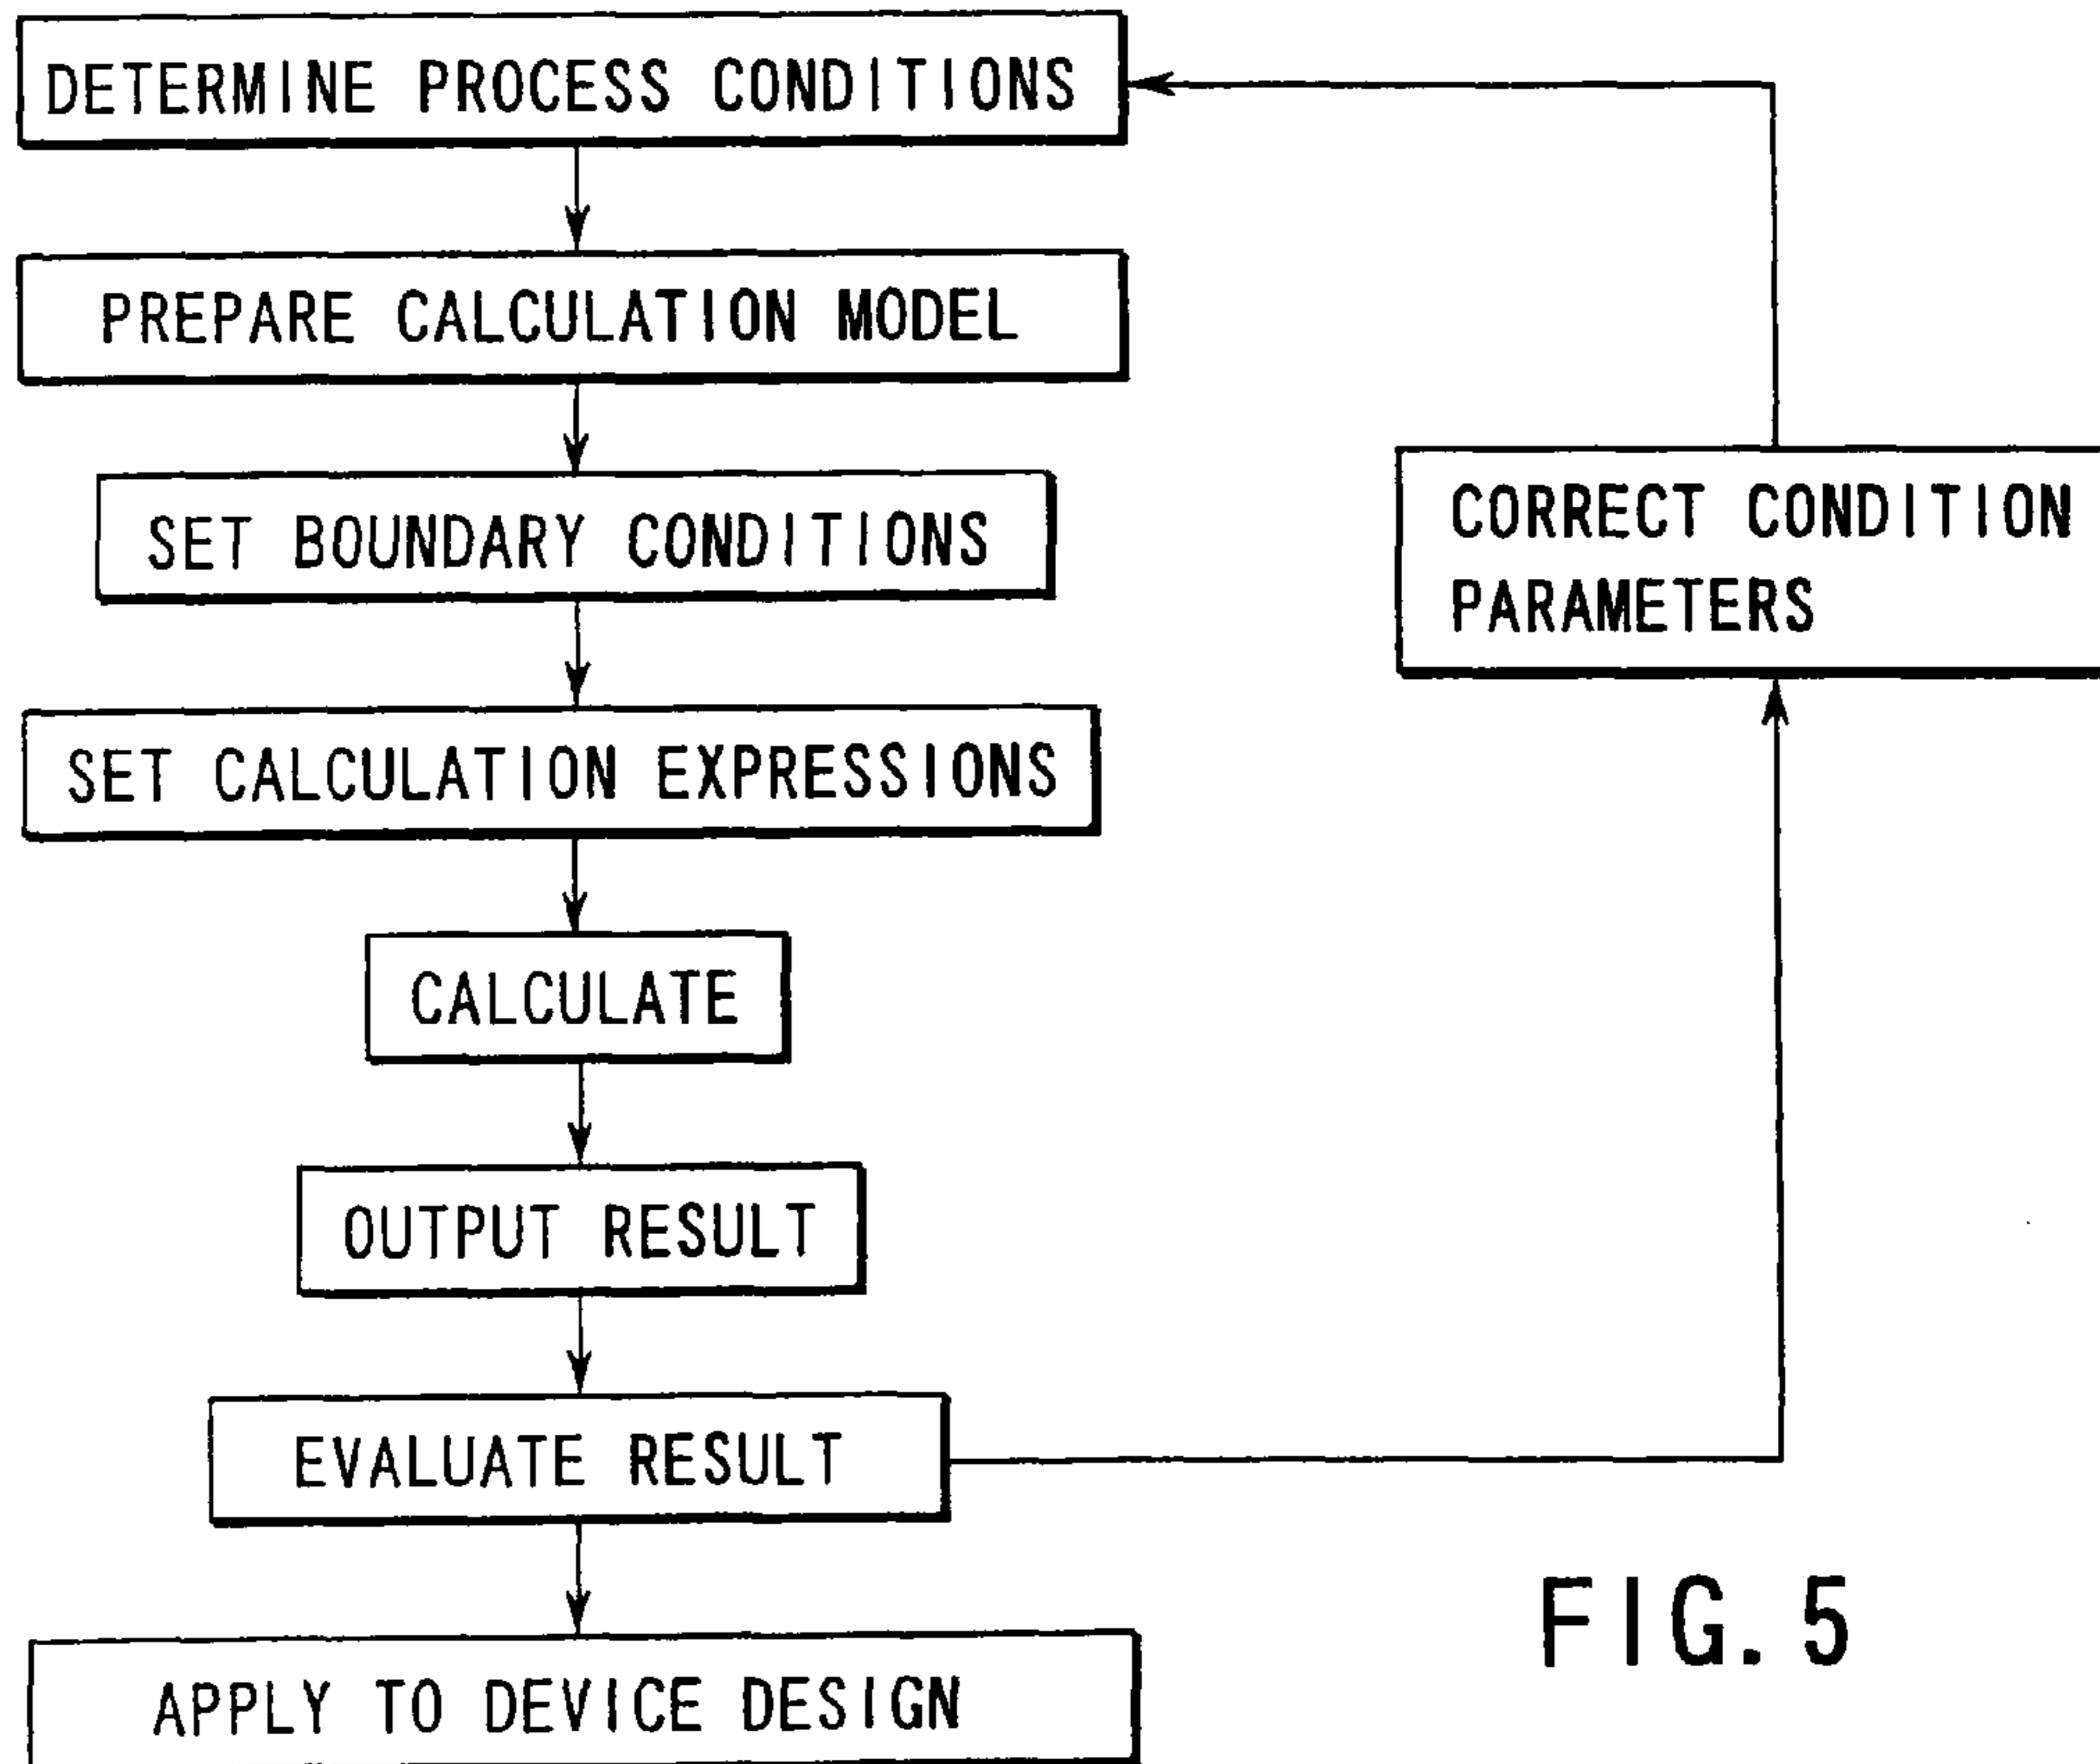 DETERMINE PROCESS CONDITIONS
PREPARE CALCULATION MODEL
SET BOUNDARY CONDITIONS
SET CALCULATION EXPRESSIONS
CALCULATE
OUTPUT RESULT
EVALUATE RESULT
APPLY TO DEVICE DESIGN
CORRECT CONDITION
PARAMETERS
FIG. 5